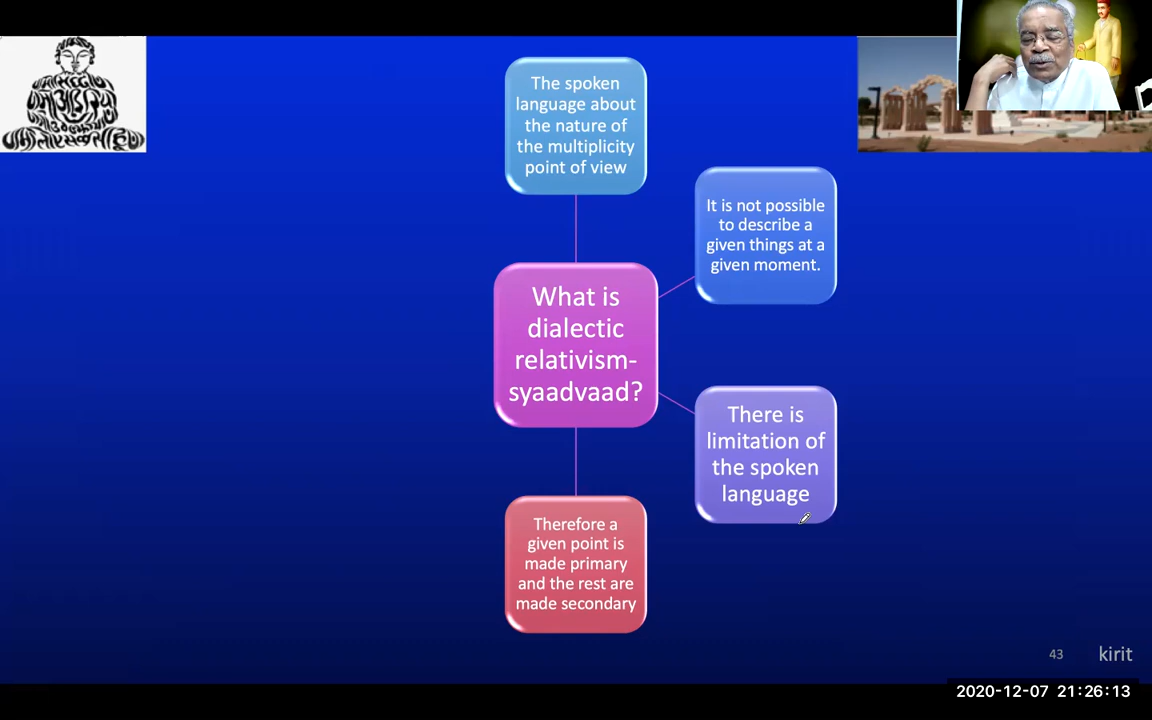 The spoken
language about
the nature of
the multiplicity
point of view
It is not possible
to describe a
given things at a
given moment.
What is
dialectic
relativism-
syaadvaad?
There is
limitation of
the spoken
language
Therefore a
given point is
made primary
and the rest are
made secondary
43
kirit
2020-12-07 21:26:13